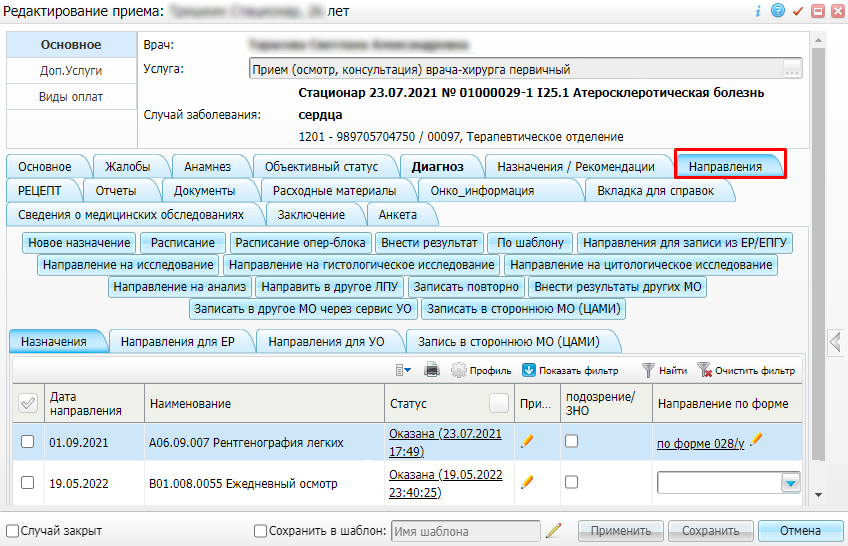 Редактирование приема: лет
Основное
Доп.Услуги
Виды оплат
Врач:
Услуга: Прием (осмотр, консультация) врача-хирурга первичный ...
Случай заболевания: Стационар 23.07.2021 № 01000029-1 I25.1 Атеросклеротическая болезнь
сердца
1201 - 989705704750 / 00097, Терапевтическое отделение
Основное Жалобы Анамнез Объективный статус Диагноз Назначения / Рекомендации Направления
РЕЦЕПТ Отчеты Документы Расходные материалы Онко_информация Вкладка для справок
Сведения о медицинских обследованиях Заключение Анкета
Новое назначение Расписание Расписание опер-блока Внести результат По шаблону Направления для записи из ЕР/ЕПГУ
Направление на исследование Направление на гистологическое исследование Направление на цитологическое исследование
Направление на анализ Направить в другое ЛПУ Записать повторно Внести результаты других МО
Записать в другое МО через сервис УО Записать в стороннюю МО (ЦАМИ)
Назначения Направления для ЕР Направления для УО Запись в стороннюю МО (ЦАМИ)
Профиль Показать фильтр Найти Очистить фильтр
Дата
направления Наименование Статус При... подозрение/
ЗНО Направление по форме
01.09.2021 A06.09.007 Рентгенография легких Оказана (23.07.2021
17:49) по форме 028/у
19.05.2022 B01.008.0055 Ежедневный осмотр Оказана (19.05.2022
23:40:25)
Случай закрыт Сохранить в шаблон: Имя шаблона Применить Сохранить Отмена